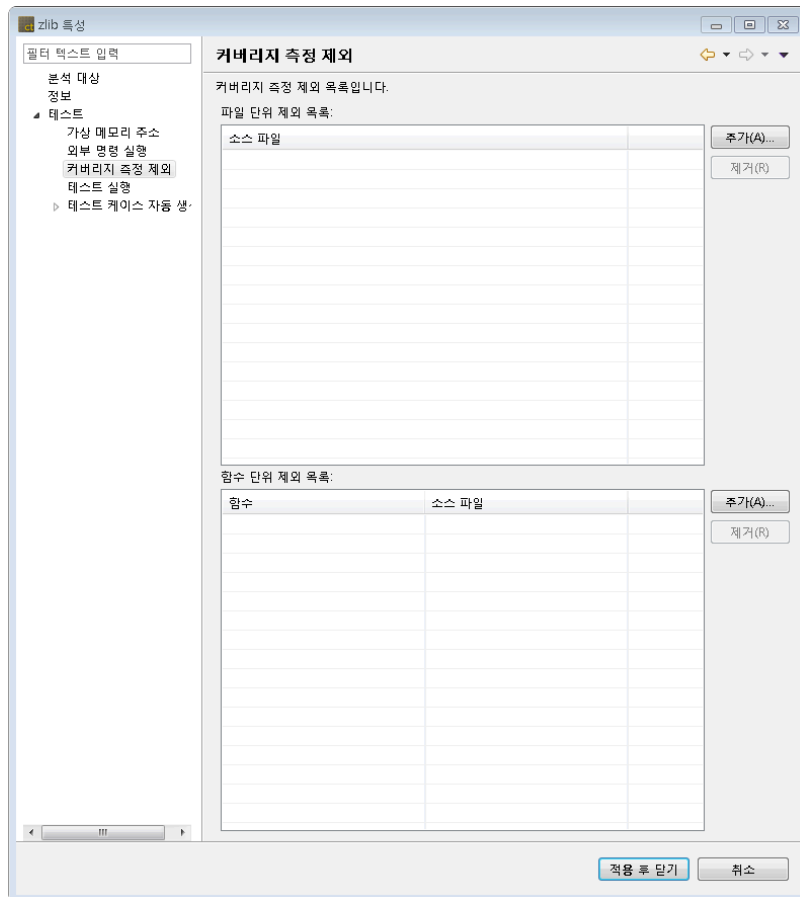 ct zlib 특성
필터 텍스트 입력
분석 대상
정보
테스트
가상 메모리 주소
외부 명령 실행
커버리지 측정 제외
테스트 실행
테스트 케이스 자동 생
커버리지 측정 제외
커버리지 측정 제외 목록입니다.
파일 단위 제외 목록:
소스 파일
추가(A)...
제거(R)
함수 단위 제외 목록:
함수 소스 파일
추가(A)...
제거(R)
적용 후 닫기 취소